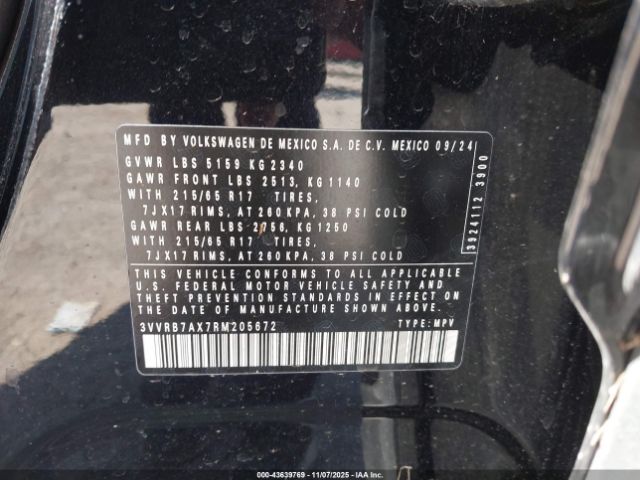 MFD BY VOLKSWAGEN DE MEXICO S.A. DE C.V. MEXICO 09/24
GVWR LBS 5159 KG 2340
GAWR FRONT LBS 2513, KG 1140
WITH 215/65 R17 TIRES,
7JX17 RIMS, AT 260 KPA, 38 PSI COLD
GAWR REAR LBS 2756, KG 1250
WITH 215/65 R17 TIRES,
7JX17 RIMS, AT 260 KPA, 38 PSI COLD
THIS VEHICLE CONFORMS TO ALL APPLICABLE
U.S. FEDERAL MOTOR VEHICLE SAFETY AND
THEFT PREVENTION STANDARDS IN EFFECT
ON THE DATE OF MANUFACTURE SHOWN ABOVE.
3VVRB7AX7RM205672 TYPE: MPV
3924112 3900
000-43639769 - 11/07/2025 - IAAI.com/ca